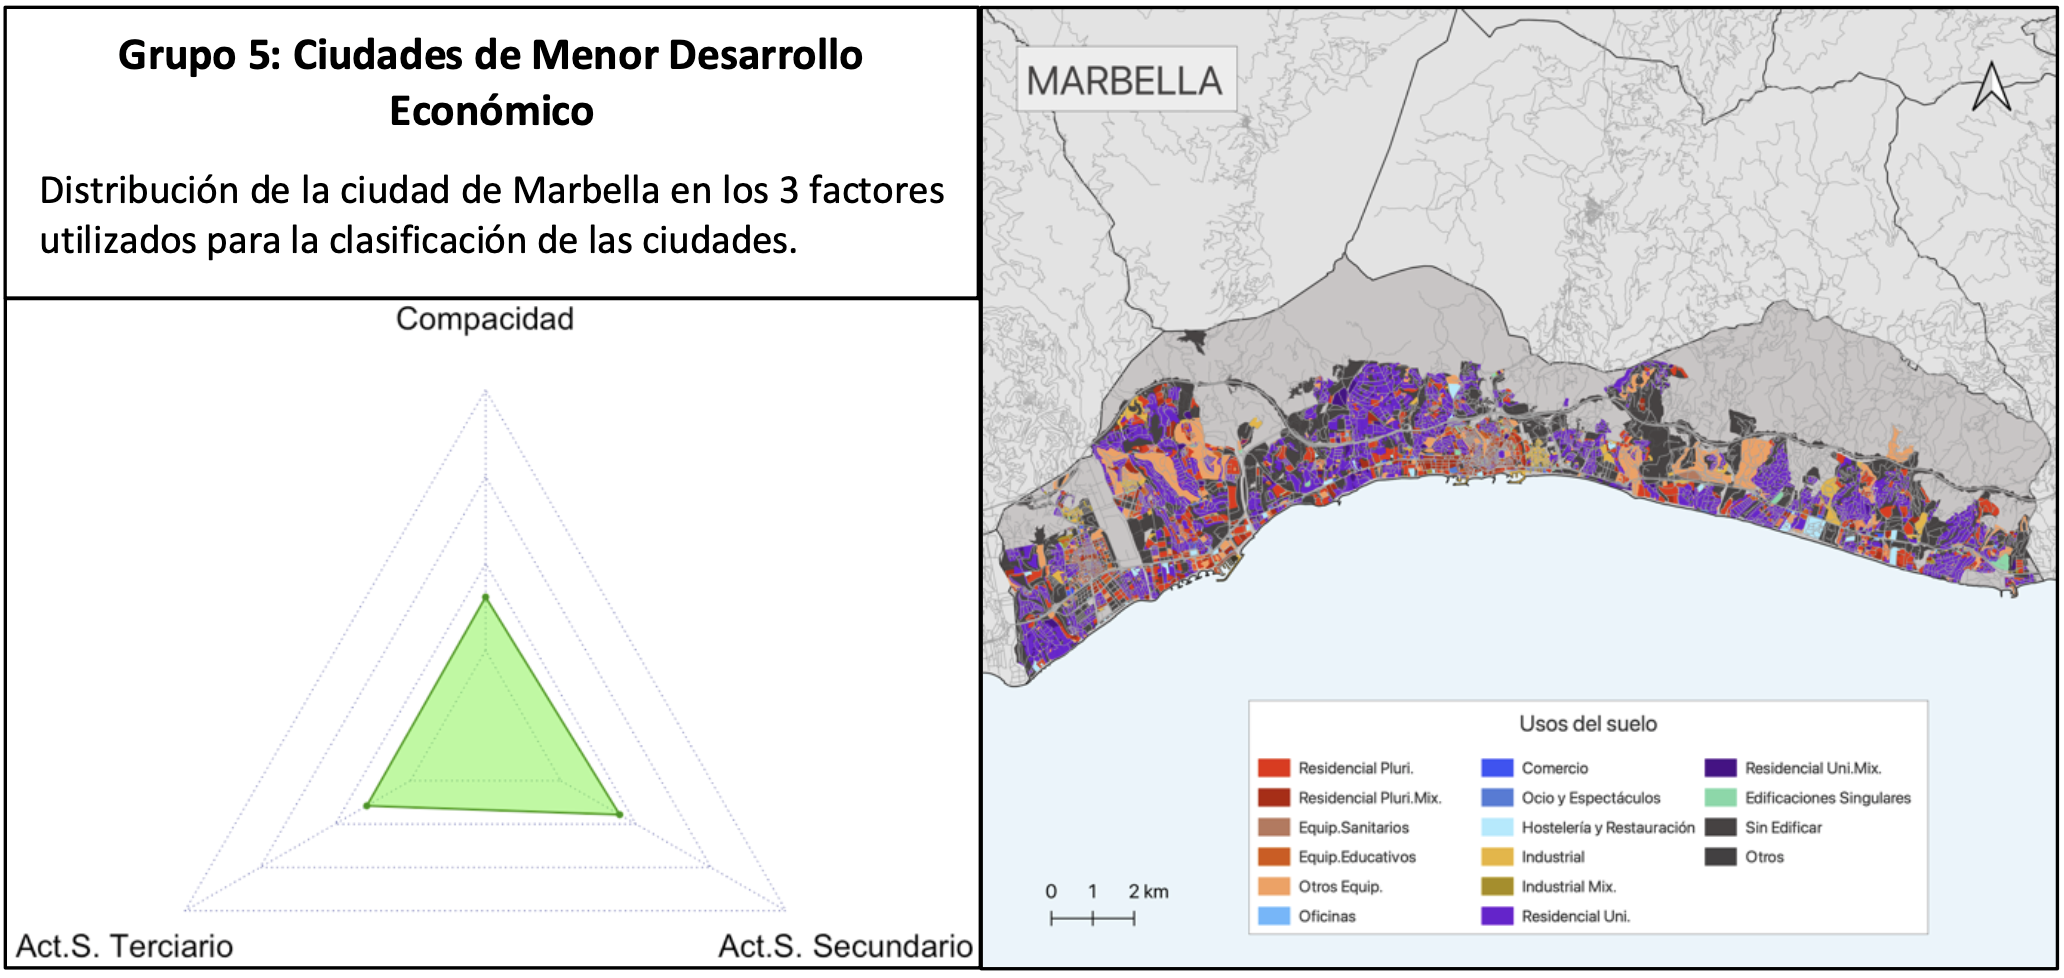 Grupo 5: Ciudades de Menor Desarrollo
Económico
Distribución de la ciudad de Marbella en los 3 factores
utilizados para la clasificación de las ciudades.
Compacidad
Act.S. Terciario
Act.S. Secundario
MARBELLA
Usos del suelo
Residencial Pluri.
Residencial Pluri.Mix.
Equip.Sanitarios
Equip.Educativos
Otros Equip.
Oficinas
Comercio
Ocio y Espectáculos
Hostelería y Restauración
Industrial
Industrial Mix.
Residencial Uni.
Residencial Uni.Mix.
Edificaciones Singulares
Sin Edificar
Otros
0 1 2 km